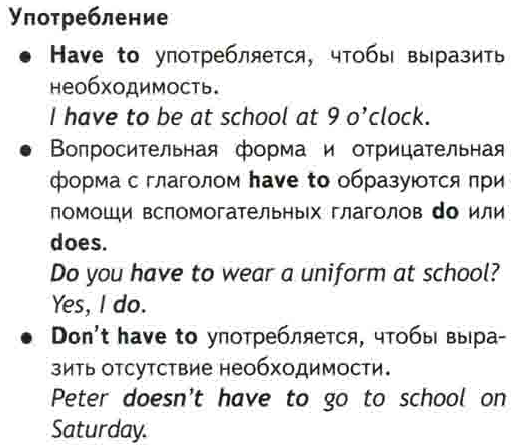 Употребление
● Have to употребляется, чтобы выразить
необходимость.
I have to be at school at 9 o'clock.
● Вопросительная форма и отрицательная
форма с глаголом have to образуются при
помощи вспомогательных глаголов do или
does.
Do you have to wear a uniform at school?
Yes, I do.
● Don't have to употребляется, чтобы выра-
зить отсутствие необходимости.
Peter doesn't have to go to school on
Saturday.